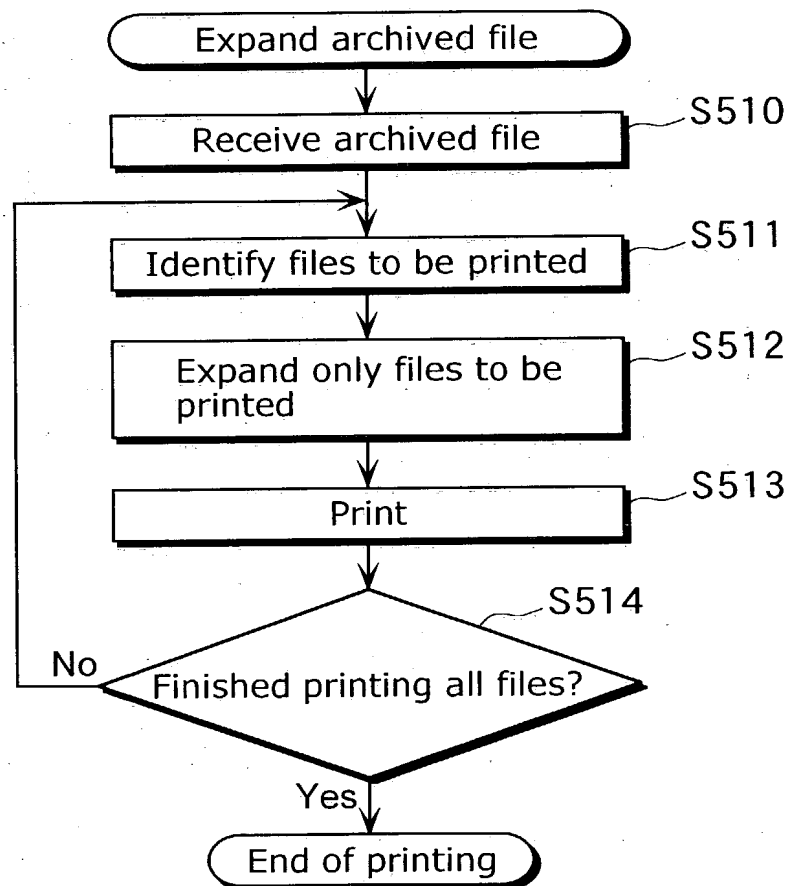 Expand archived file
Receive archived file
S510
Identify files to be printed
S511
Expand only files to be
printed
S512
Print
S513
Finished printing all files?
S514
No
Yes
End of printing